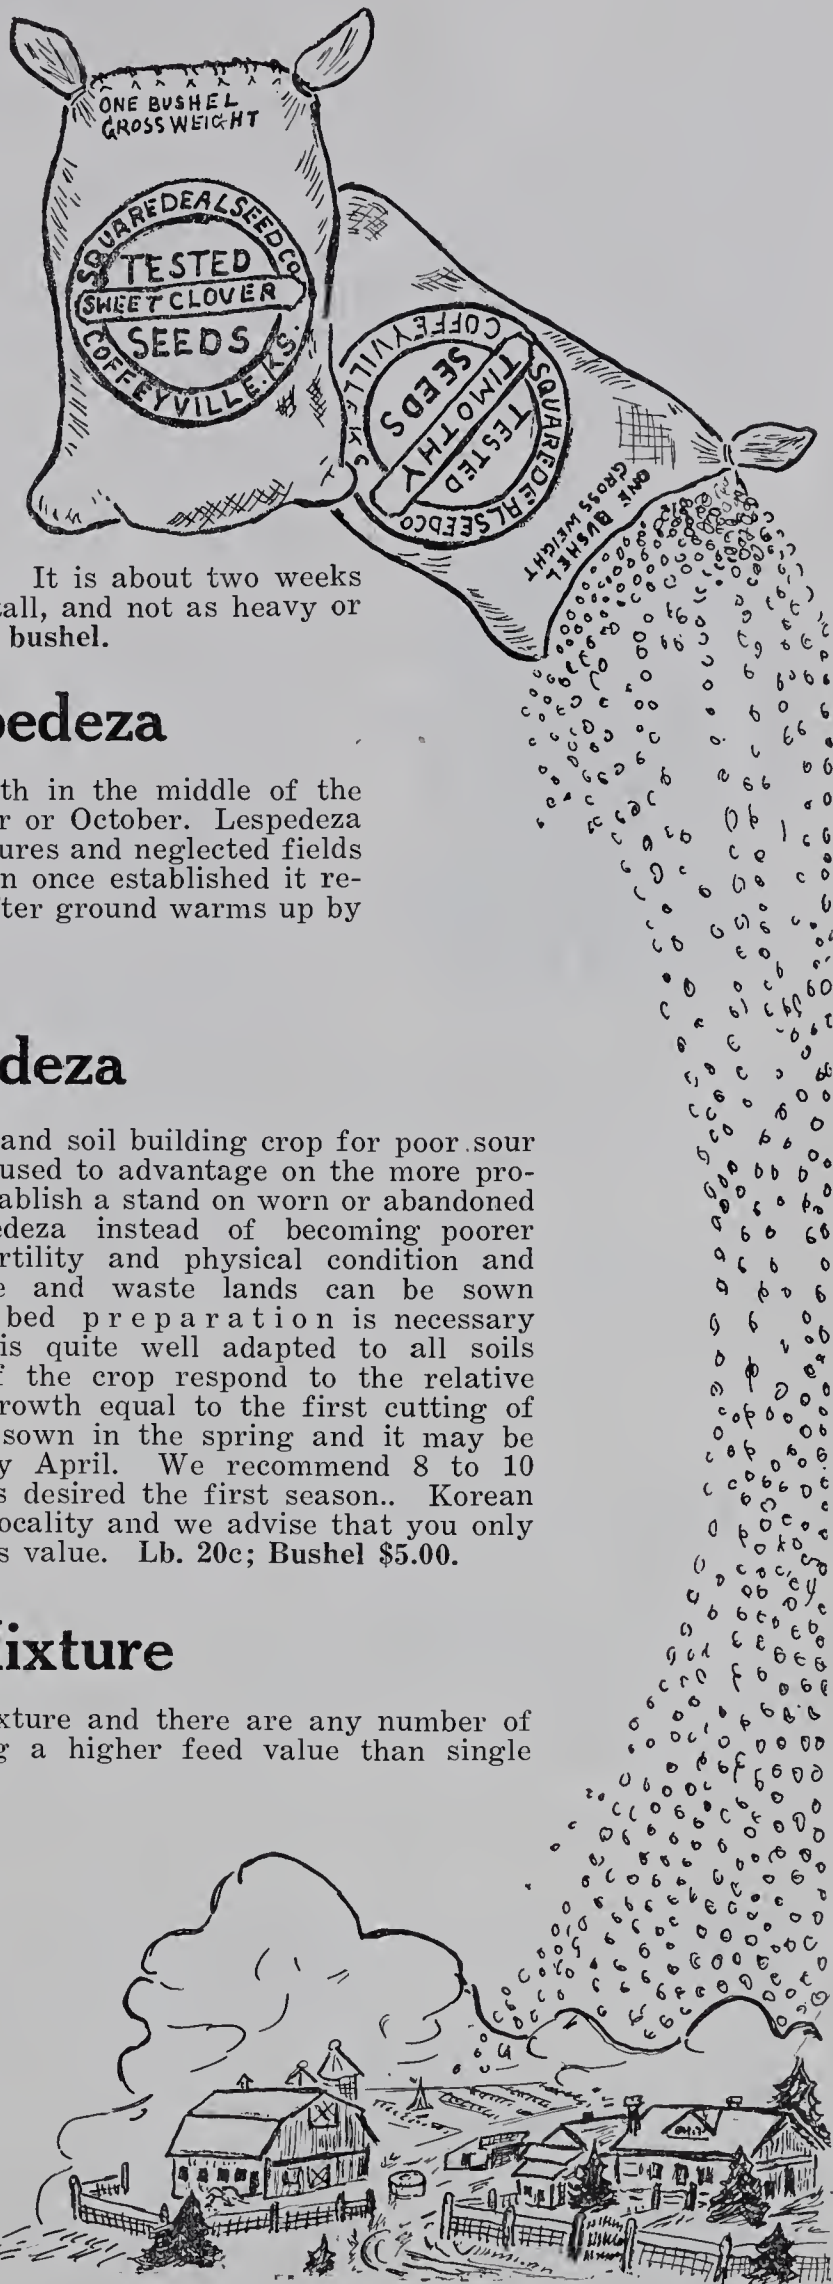 ONE BUSHEL
GROSS WEIGHT
SQUAREDEALSEEDCO
TESTED
SWEET CLOVER
SEEDS
COFFEYVILLE.KS.
SQUAREDEALSEEDCO
TESTED
TIMOTHY
SEEDS
COFFEYVILLE.KS
ONE BUSHEL
GROSS WEIGHT
It is about two weeks
tall, and not as heavy or
bushel.
pedeza
th in the middle of the
r or October. Lespedeza
ures and neglected fields
n once established it re-
ter ground warms up by
deza
and soil building crop for poor sour
used to advantage on the more pro-
ablish a stand on worn or abandoned
edeza instead of becoming poorer
rtility and physical condition and
e and waste lands can be sown
bed preparation is necessary
is quite well adapted to all soils
f the crop respond to the relative
rowth equal to the first cutting of
sown in the spring and it may be
y April. We recommend 8 to 10
s desired the first season.. Korean
ocality and we advise that you only
s value. Lb. 20c; Bushel $5.00.
ixture
xture and there are any number of
g a higher feed value than single